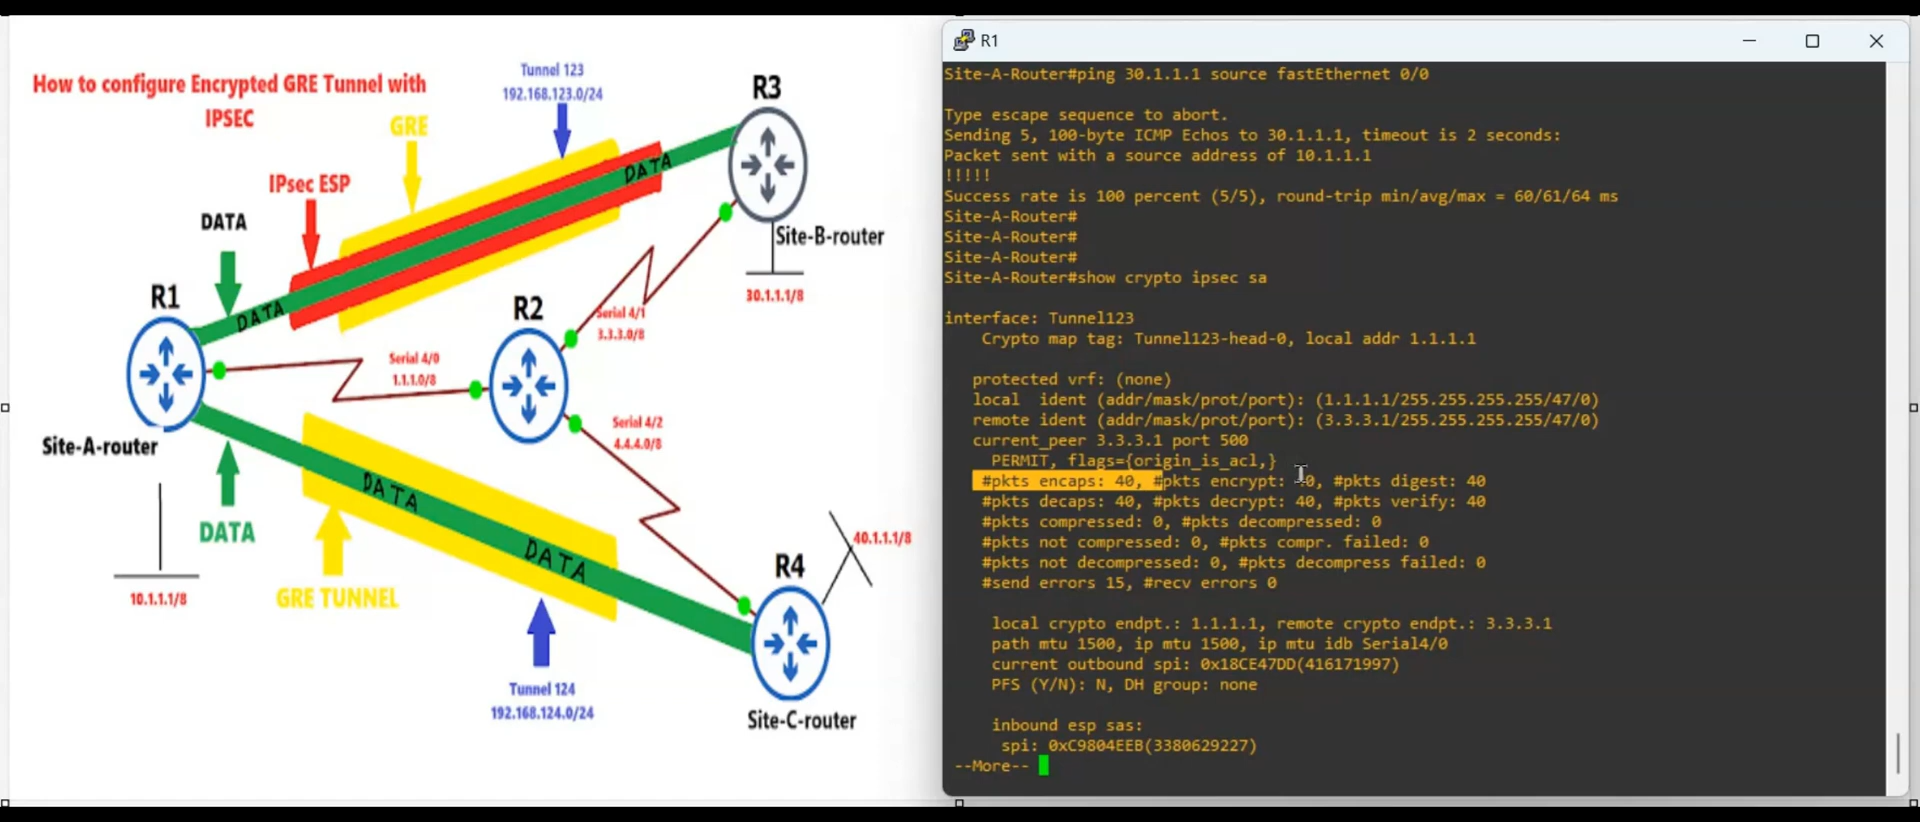 How to configure Encrypted GRE Tunnel with
IPSEC
GRE
Tunnel 123
192.168.123.0/24
R3
IPsec ESP
DATA
DATA
DATA
Site-B-router
30.1.1.1/8
R1
R2
Serial 4/1
3.3.3.0/8
Serial 4/0
1.1.1.0/8
Site-A-router
Serial 4/2
4.4.4.0/8
DATA
DATA
DATA
40.1.1.1/8
10.1.1.1/8
GRE TUNNEL
R4
Tunnel 124
192.168.124.0/24
Site-C-router
R1
Site-A-Router#ping 30.1.1.1 source fastEthernet 0/0
Type escape sequence to abort.
Sending 5, 100-byte ICMP Echos to 30.1.1.1, timeout is 2 seconds:
Packet sent with a source address of 10.1.1.1
!!!!!
Success rate is 100 percent (5/5), round-trip min/avg/max = 60/61/64 ms
Site-A-Router#
Site-A-Router#
Site-A-Router#
Site-A-Router#show crypto ipsec sa
interface: Tunnel123
Crypto map tag: Tunnel123-head-0, local addr 1.1.1.1
protected vrf: (none)
local  ident (addr/mask/prot/port): (1.1.1.1/255.255.255.255/47/0)
remote ident (addr/mask/prot/port): (3.3.3.1/255.255.255.255/47/0)
current_peer 3.3.3.1 port 500
PERMIT, flags={origin_is_acl,}
#pkts encaps: 40, #pkts encrypt: 40, #pkts digest: 40
#pkts decaps: 40, #pkts decrypt: 40, #pkts verify: 40
#pkts compressed: 0, #pkts decompressed: 0
#pkts not compressed: 0, #pkts compr. failed: 0
#pkts not decompressed: 0, #pkts decompress failed: 0
#send errors 15, #recv errors 0
local crypto endpt.: 1.1.1.1, remote crypto endpt.: 3.3.3.1
path mtu 1500, ip mtu 1500, ip mtu idb Serial4/0
current outbound spi: 0x18CE47DD(416171997)
PFS (Y/N): N, DH group: none
inbound esp sas:
spi: 0xC9804EEB(3380629227)
--More--